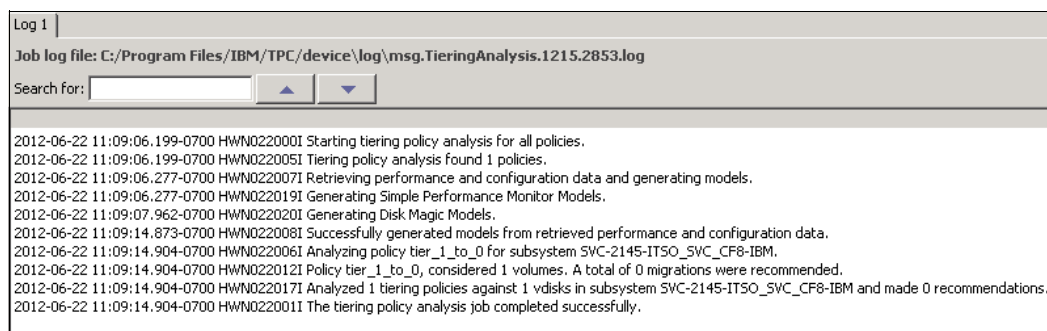 Log 1
Job log file: C:/Program Files/IBM/TPC/device\log\msg.TieringAnalysis.1215.2853.log
Search for:
2012-06-22 11:09:06.199-0700 HWN022000I Starting tiering policy analysis for all policies.
2012-06-22 11:09:06.199-0700 HWN022005I Tiering policy analysis found 1 policies.
2012-06-22 11:09:06.277-0700 HWN022007I Retrieving performance and configuration data and generating models.
2012-06-22 11:09:06.277-0700 HWN022019I Generating Simple Performance Monitor Models.
2012-06-22 11:09:07.962-0700 HWN022020I Generating Disk Magic Models.
2012-06-22 11:09:14.873-0700 HWN022008I Successfully generated models from retrieved performance and configuration data.
2012-06-22 11:09:14.904-0700 HWN022006I Analyzing policy tier_1_to_0 for subsystem SVC-2145-ITSO_SVC_CF8-IBM.
2012-06-22 11:09:14.904-0700 HWN022012I Policy tier_1_to_0, considered 1 volumes. A total of 0 migrations were recommended.
2012-06-22 11:09:14.904-0700 HWN022017I Analyzed 1 tiering policies against 1 vdisks in subsystem SVC-2145-ITSO_SVC_CF8-IBM and made 0 recommendations.
2012-06-22 11:09:14.904-0700 HWN022001I The tiering policy analysis job completed successfully.